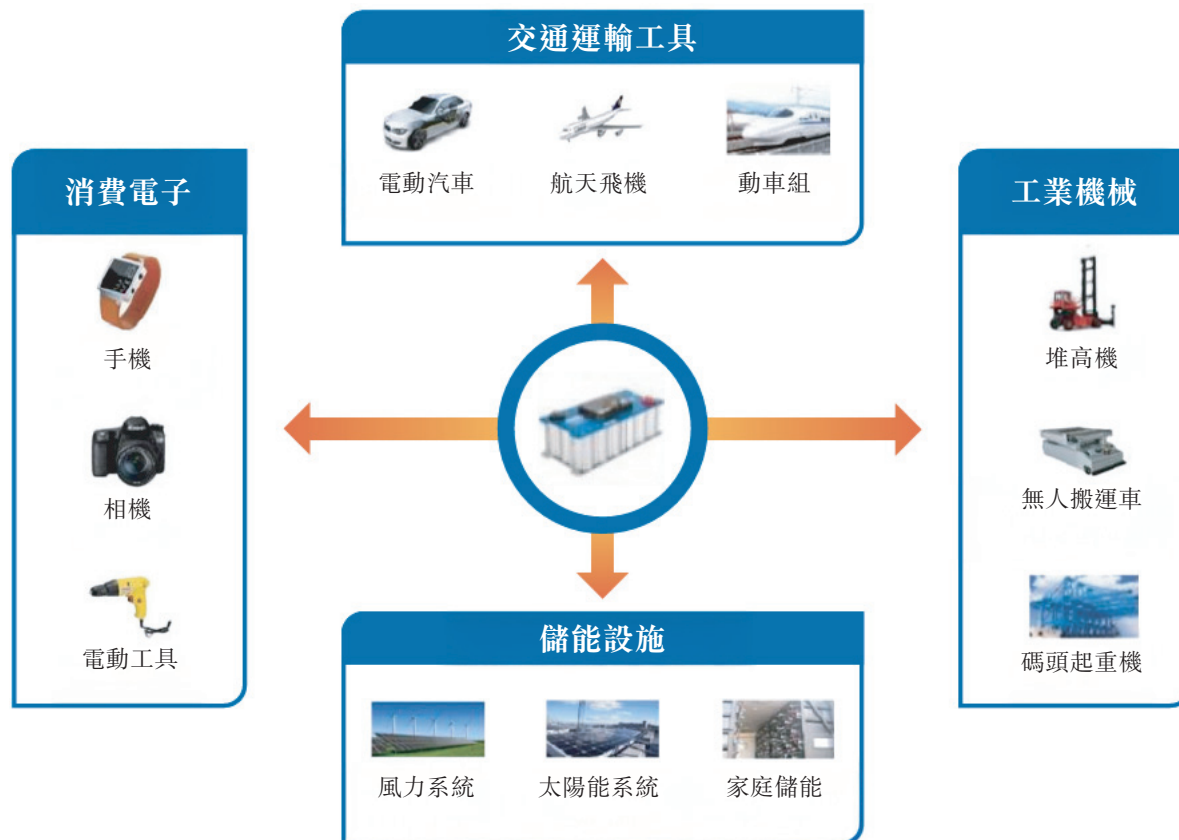 交通運輸工具
電動汽車
航天飛機
動車組
消費電子
手機
相機
電動工具
工業機械
堆高機
無人搬運車
碼頭起重機
儲能設施
風力系統
太陽能系統
家庭儲能